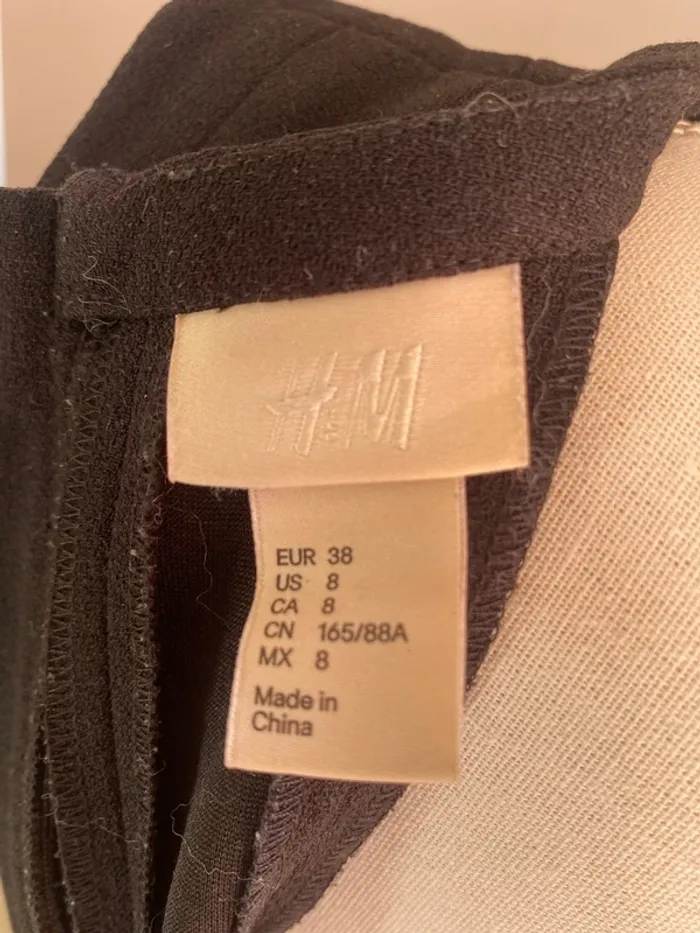 H&M
EUR 38
US 8
CA 8
CN 165/88A
MX 8
Made in
China